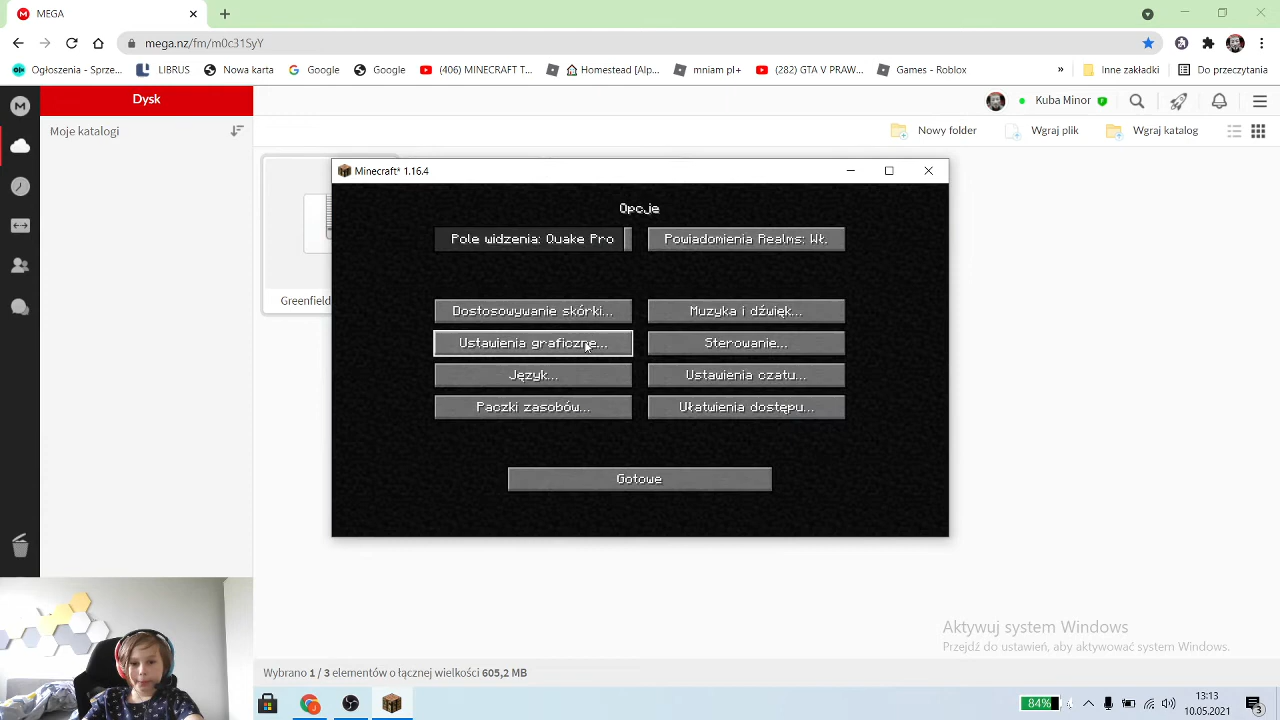 MEGA
mega.nz/fm/m0c31SyY
Ogłoszenia - Sprze...
LIBRUS
Nowa karta
Google
Google
(400) MINECRAFT T...
Homestead [Alp...
mniam.pl+
(282) GTA V PRAW...
Games - Roblox
»
Inne zakładki
Do przeczytania
Dysk
Kuba Minor
Moje katalogi
Nowy folder
Wgraj plik
Wgraj katalog
Greenfield
Minecraft* 1.16.4
Opcje
Pole widzenia: Quake Pro
Powiadomienia Realms: Wł.
Dostosowywanie skórki...
Muzyka i dźwięk...
Ustawienia graficzne...
Sterowanie...
Język...
Ustawienia czatu...
Paczki zasobów...
Ułatwienia dostępu...
Gotowe
Aktywuj system Windows
Przejdź do ustawień, aby aktywować system Windows.
Wybrano 1 / 3 elementów o łącznej wielkości 605,2 MB
84%
13:13
10.05.2021
3